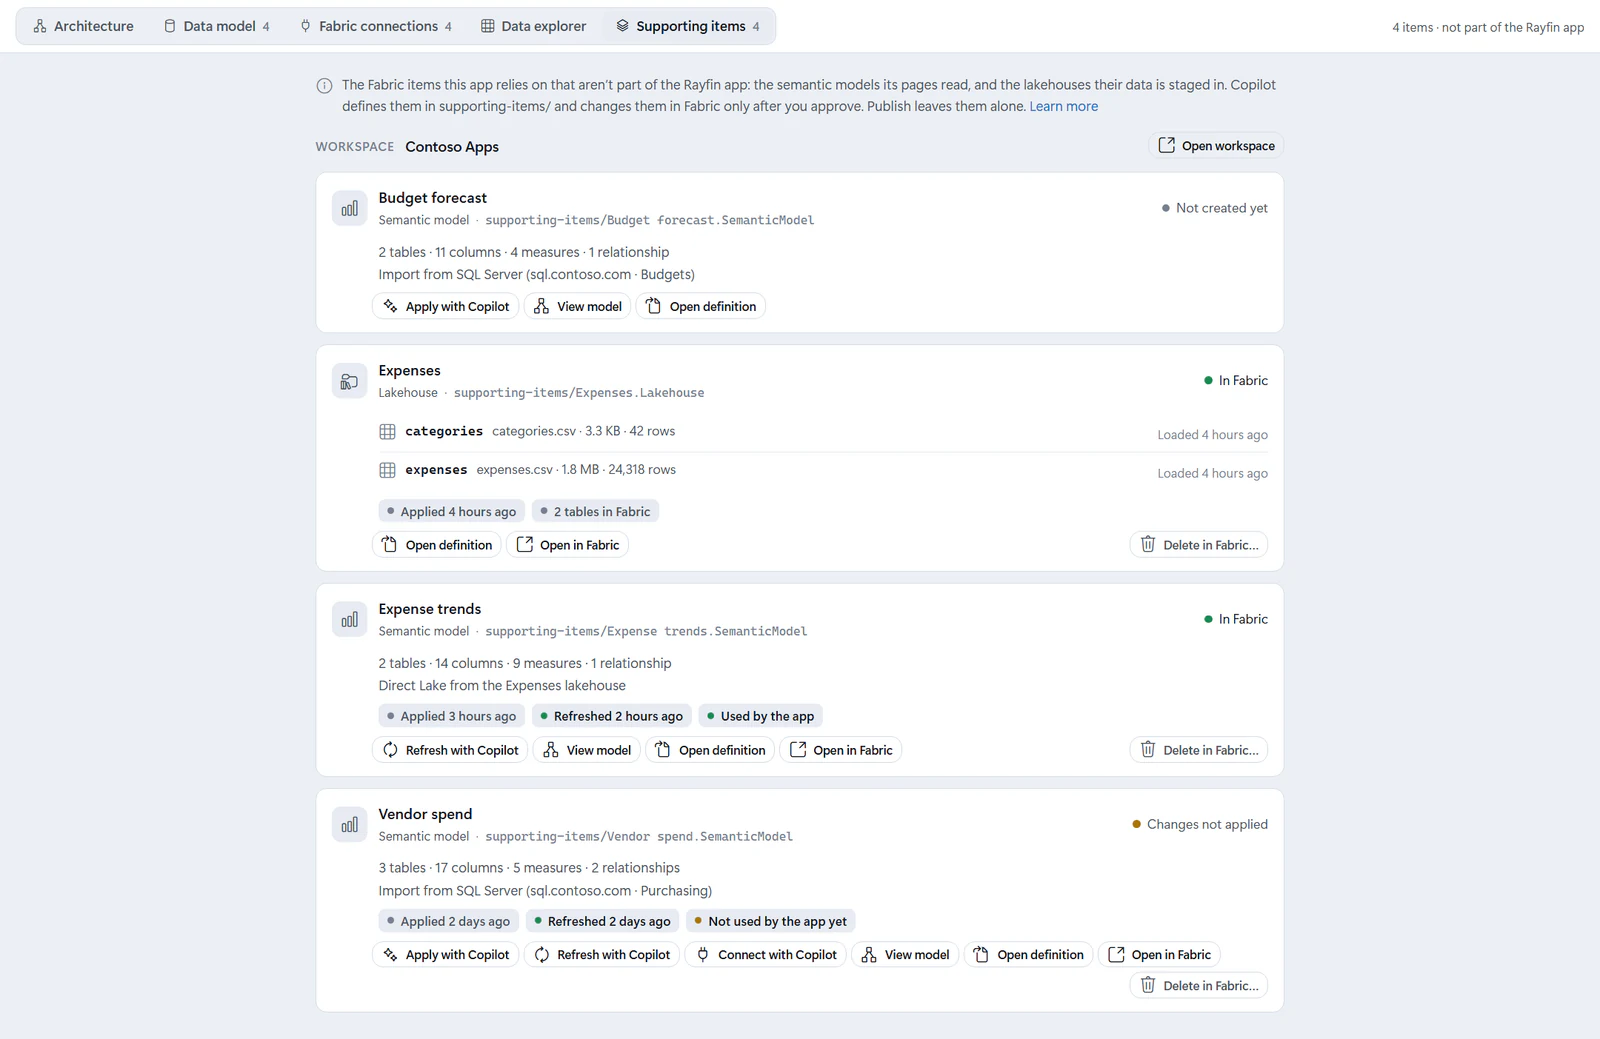 Architecture
Data model 4
Fabric connections 4
Data explorer
Supporting items 4
4 items · not part of the Rayfin app
The Fabric items this app relies on that aren't part of the Rayfin app: the semantic models its pages read, and the lakehouses their data is staged in. Copilot
defines them in supporting-items/ and changes them in Fabric only after you approve. Publish leaves them alone. Learn more
WORKSPACE Contoso Apps
Open workspace
Budget forecast
Semantic model · supporting-items/Budget forecast.SemanticModel
Not created yet
2 tables · 11 columns · 4 measures · 1 relationship
Import from SQL Server (sql.contoso.com · Budgets)
Apply with Copilot
View model
Open definition
Expenses
Lakehouse · supporting-items/Expenses.Lakehouse
In Fabric
categories categories.csv · 3.3 KB · 42 rows
Loaded 4 hours ago
expenses expenses.csv · 1.8 MB · 24,318 rows
Loaded 4 hours ago
Applied 4 hours ago
2 tables in Fabric
Open definition
Open in Fabric
Delete in Fabric...
Expense trends
Semantic model · supporting-items/Expense trends.SemanticModel
In Fabric
2 tables · 14 columns · 9 measures · 1 relationship
Direct Lake from the Expenses lakehouse
Applied 3 hours ago
Refreshed 2 hours ago
Used by the app
Refresh with Copilot
View model
Open definition
Open in Fabric
Delete in Fabric...
Vendor spend
Semantic model · supporting-items/Vendor spend.SemanticModel
Changes not applied
3 tables · 17 columns · 5 measures · 2 relationships
Import from SQL Server (sql.contoso.com · Purchasing)
Applied 2 days ago
Refreshed 2 days ago
Not used by the app yet
Apply with Copilot
Refresh with Copilot
Connect with Copilot
View model
Open definition
Open in Fabric
Delete in Fabric...